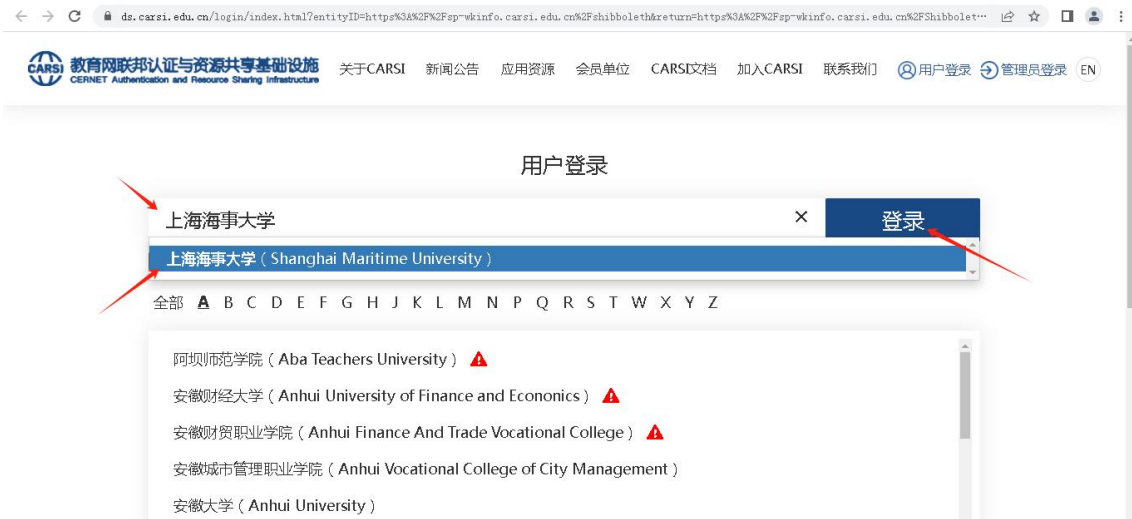 ds.carsi.edu.cn/login/index.html?entityID=https%3A%2F%2Fsp-wkinfo.carsi.edu.cn%2Fshibboleth&return=https%3A%2F%2Fsp-wkinfo.carsi.edu.cn%2FShibbolet…
CARSI 教育网联邦认证与资源共享基础设施 关于CARSI 新闻公告 应用资源 会员单位 CARSI文档 加入CARSI 联系我们 用户登录 管理员登录 EN
CERNET Authentication and Resource Sharing Infrastructure
用户登录
上海海事大学 × 登录
上海海事大学 ( Shanghai Maritime University )
全部 A B C D E F G H J K L M N P Q R S T W X Y Z
阿坝师范学院 ( Aba Teachers University )
安徽财经大学 ( Anhui University of Finance and Econonics )
安徽财贸职业学院 ( Anhui Finance And Trade Vocational College )
安徽城市管理职业学院 ( Anhui Vocational College of City Management )
安徽大学 ( Anhui University )